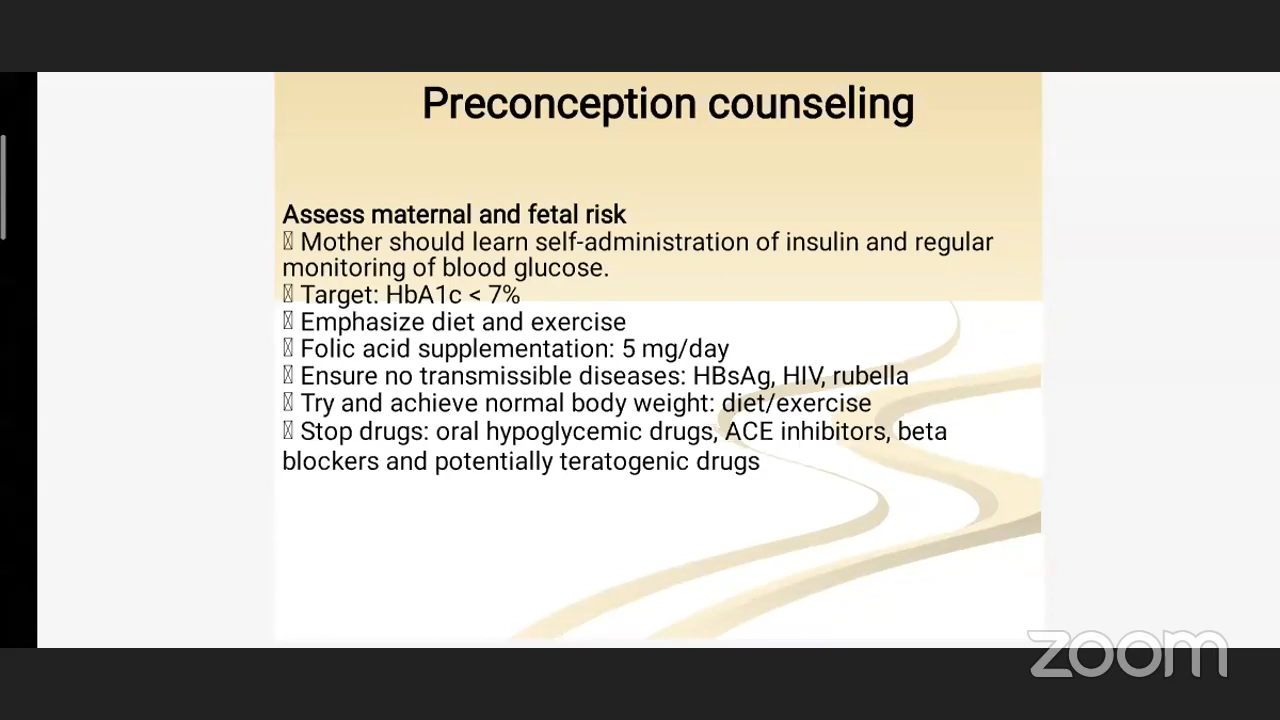 Preconception counseling
Assess maternal and fetal risk
Mother should learn self-administration of insulin and regular
monitoring of blood glucose.
Target: HbA1c < 7%
Emphasize diet and exercise
Folic acid supplementation: 5 mg/day
Ensure no transmissible diseases: HBsAg, HIV, rubella
Try and achieve normal body weight: diet/exercise
Stop drugs: oral hypoglycemic drugs, ACE inhibitors, beta
blockers and potentially teratogenic drugs
zoom